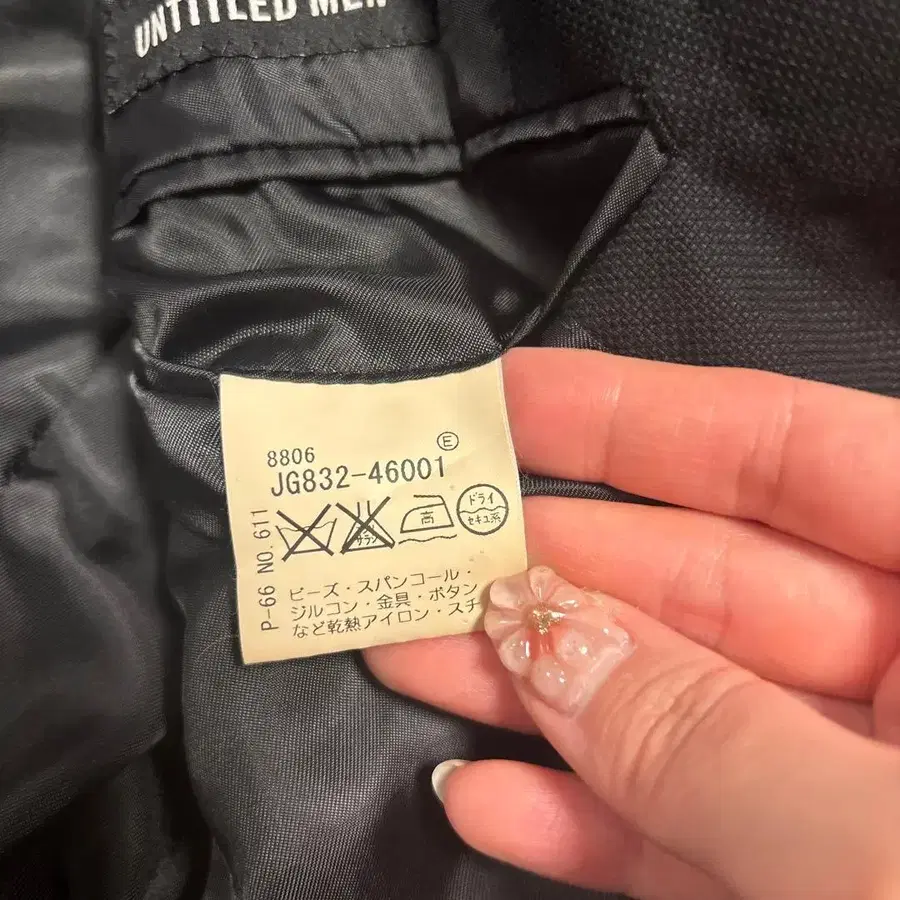 UNTITLED MEN
Ⓔ
8806
JG832-46001
サラシ
高
ドライ
セキユ系
P-66 NO.611
ビーズ・スパンコール・
ジルコン・金具・ボタン
など乾熱アイロン・スチ